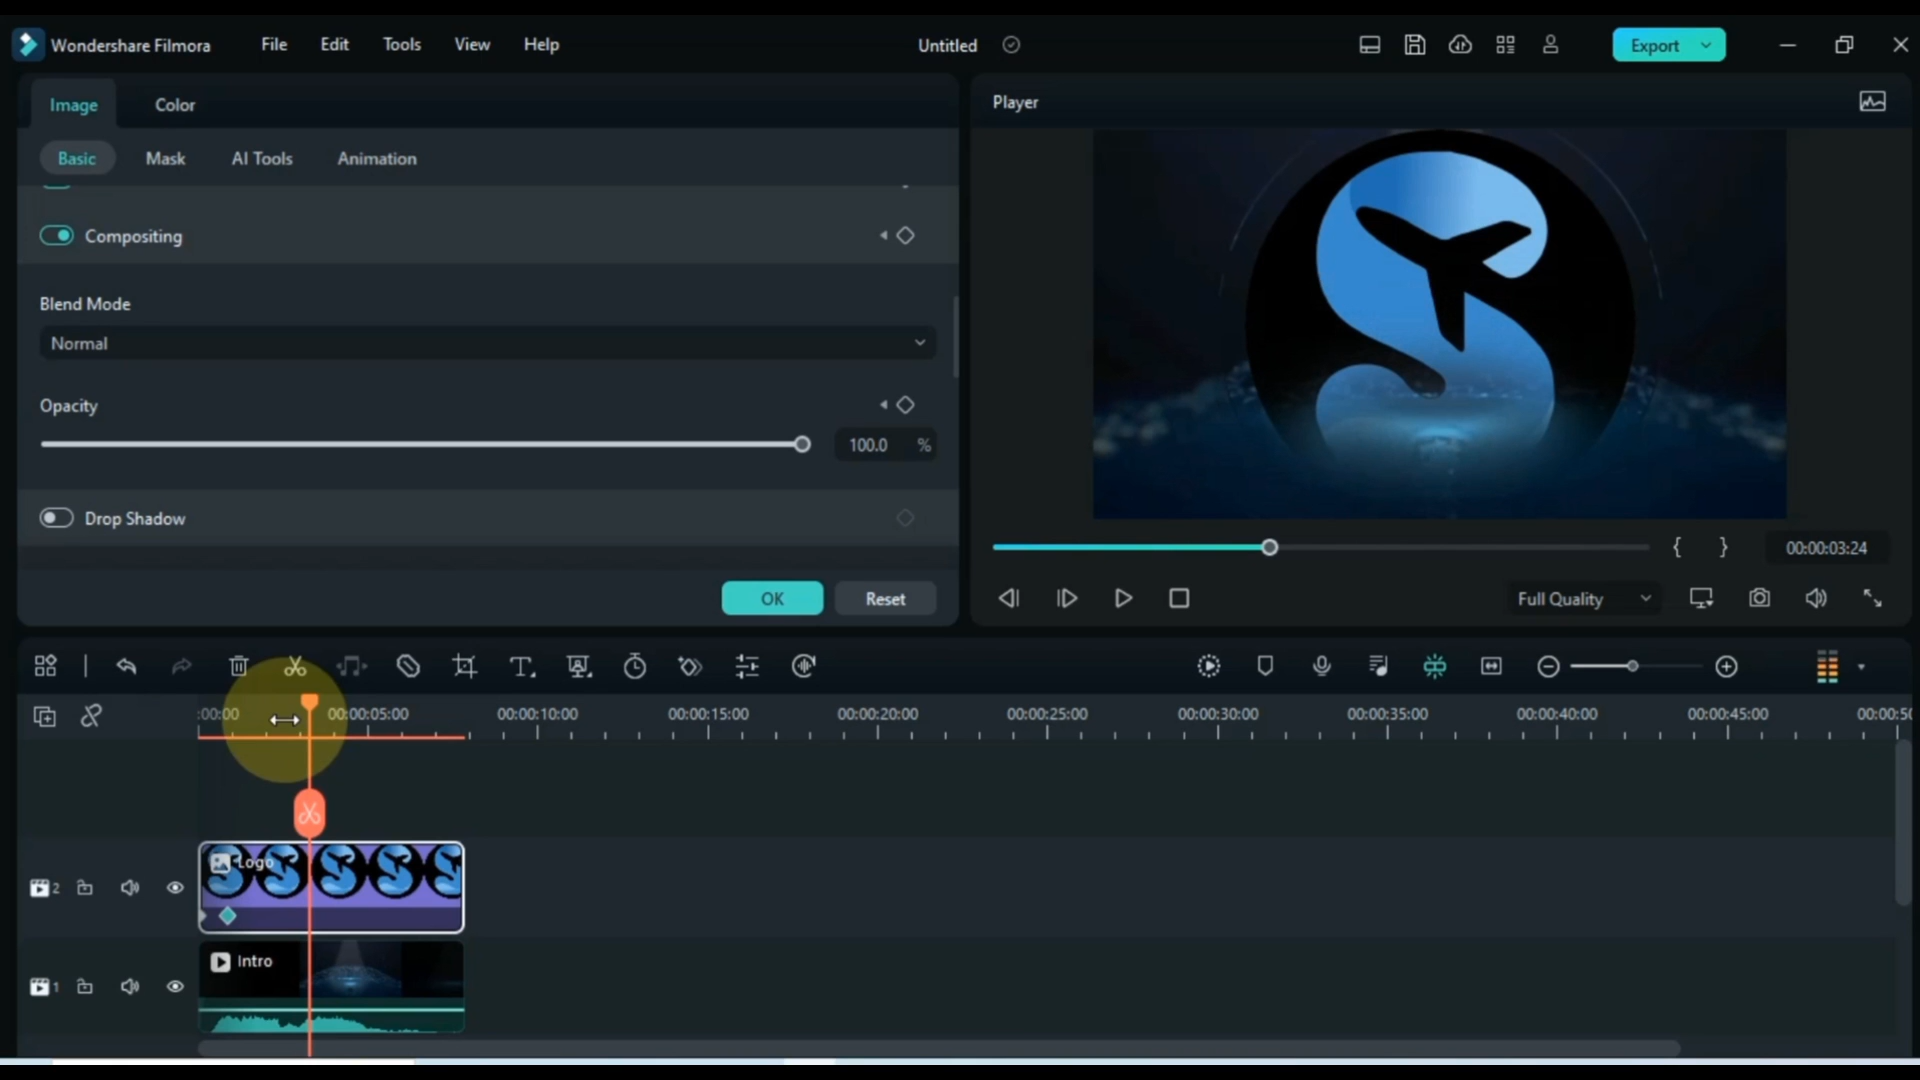 Wondershare Filmora File Edit Tools View Help Untitled Export
Image Color
Player
Basic Mask AI Tools Animation
Compositing
Blend Mode
Normal
Opacity
100.0 %
Drop Shadow
{ } 00:00:03:24
OK Reset
Full Quality
:00:00 00:00:05:00 00:00:10:00 00:00:15:00 00:00:20:00 00:00:25:00 00:00:30:00 00:00:35:00 00:00:40:00 00:00:45:00 00:00:50
Logo
2
Intro
1